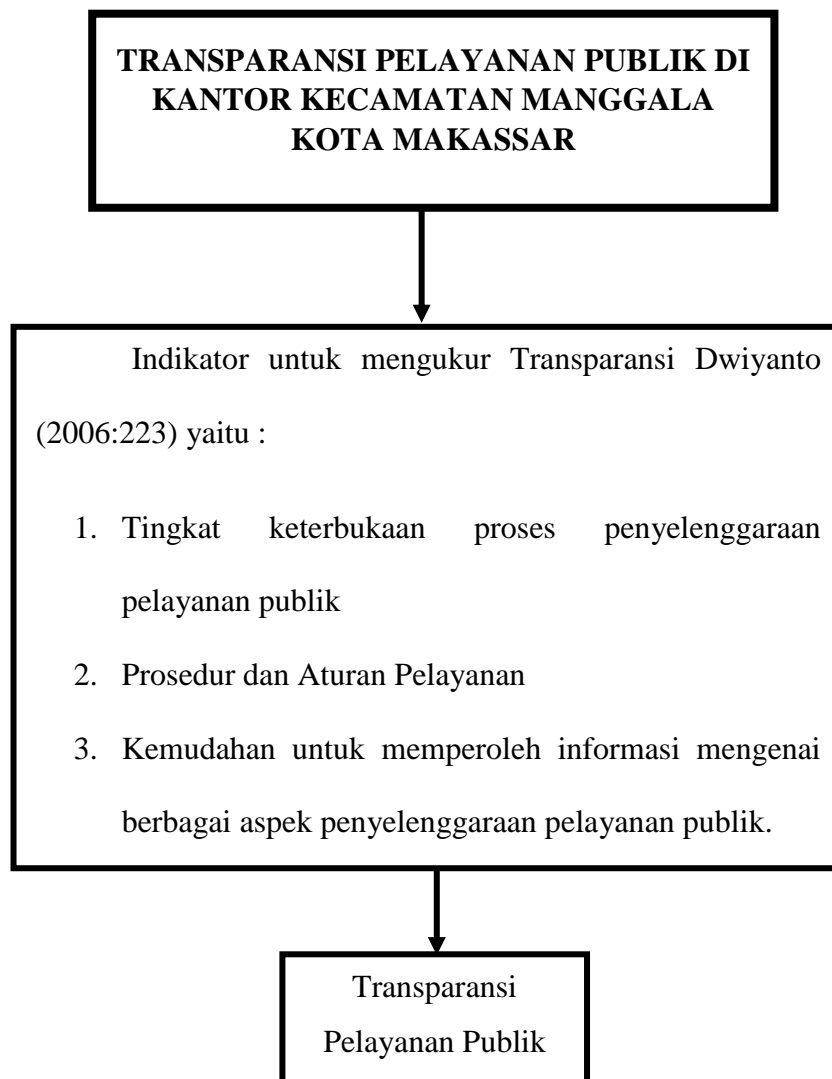 TRANSPARANSI PELAYANAN PUBLIK DI
KANTOR KECAMATAN MANGGALA
KOTA MAKASSAR
Indikator untuk mengukur Transparansi Dwiyanto
(2006:223) yaitu :
1. Tingkat keterbukaan proses penyelenggaraan
pelayanan publik
2. Prosedur dan Aturan Pelayanan
3. Kemudahan untuk memperoleh informasi mengenai
berbagai aspek penyelenggaraan pelayanan publik.
Transparansi
Pelayanan Publik